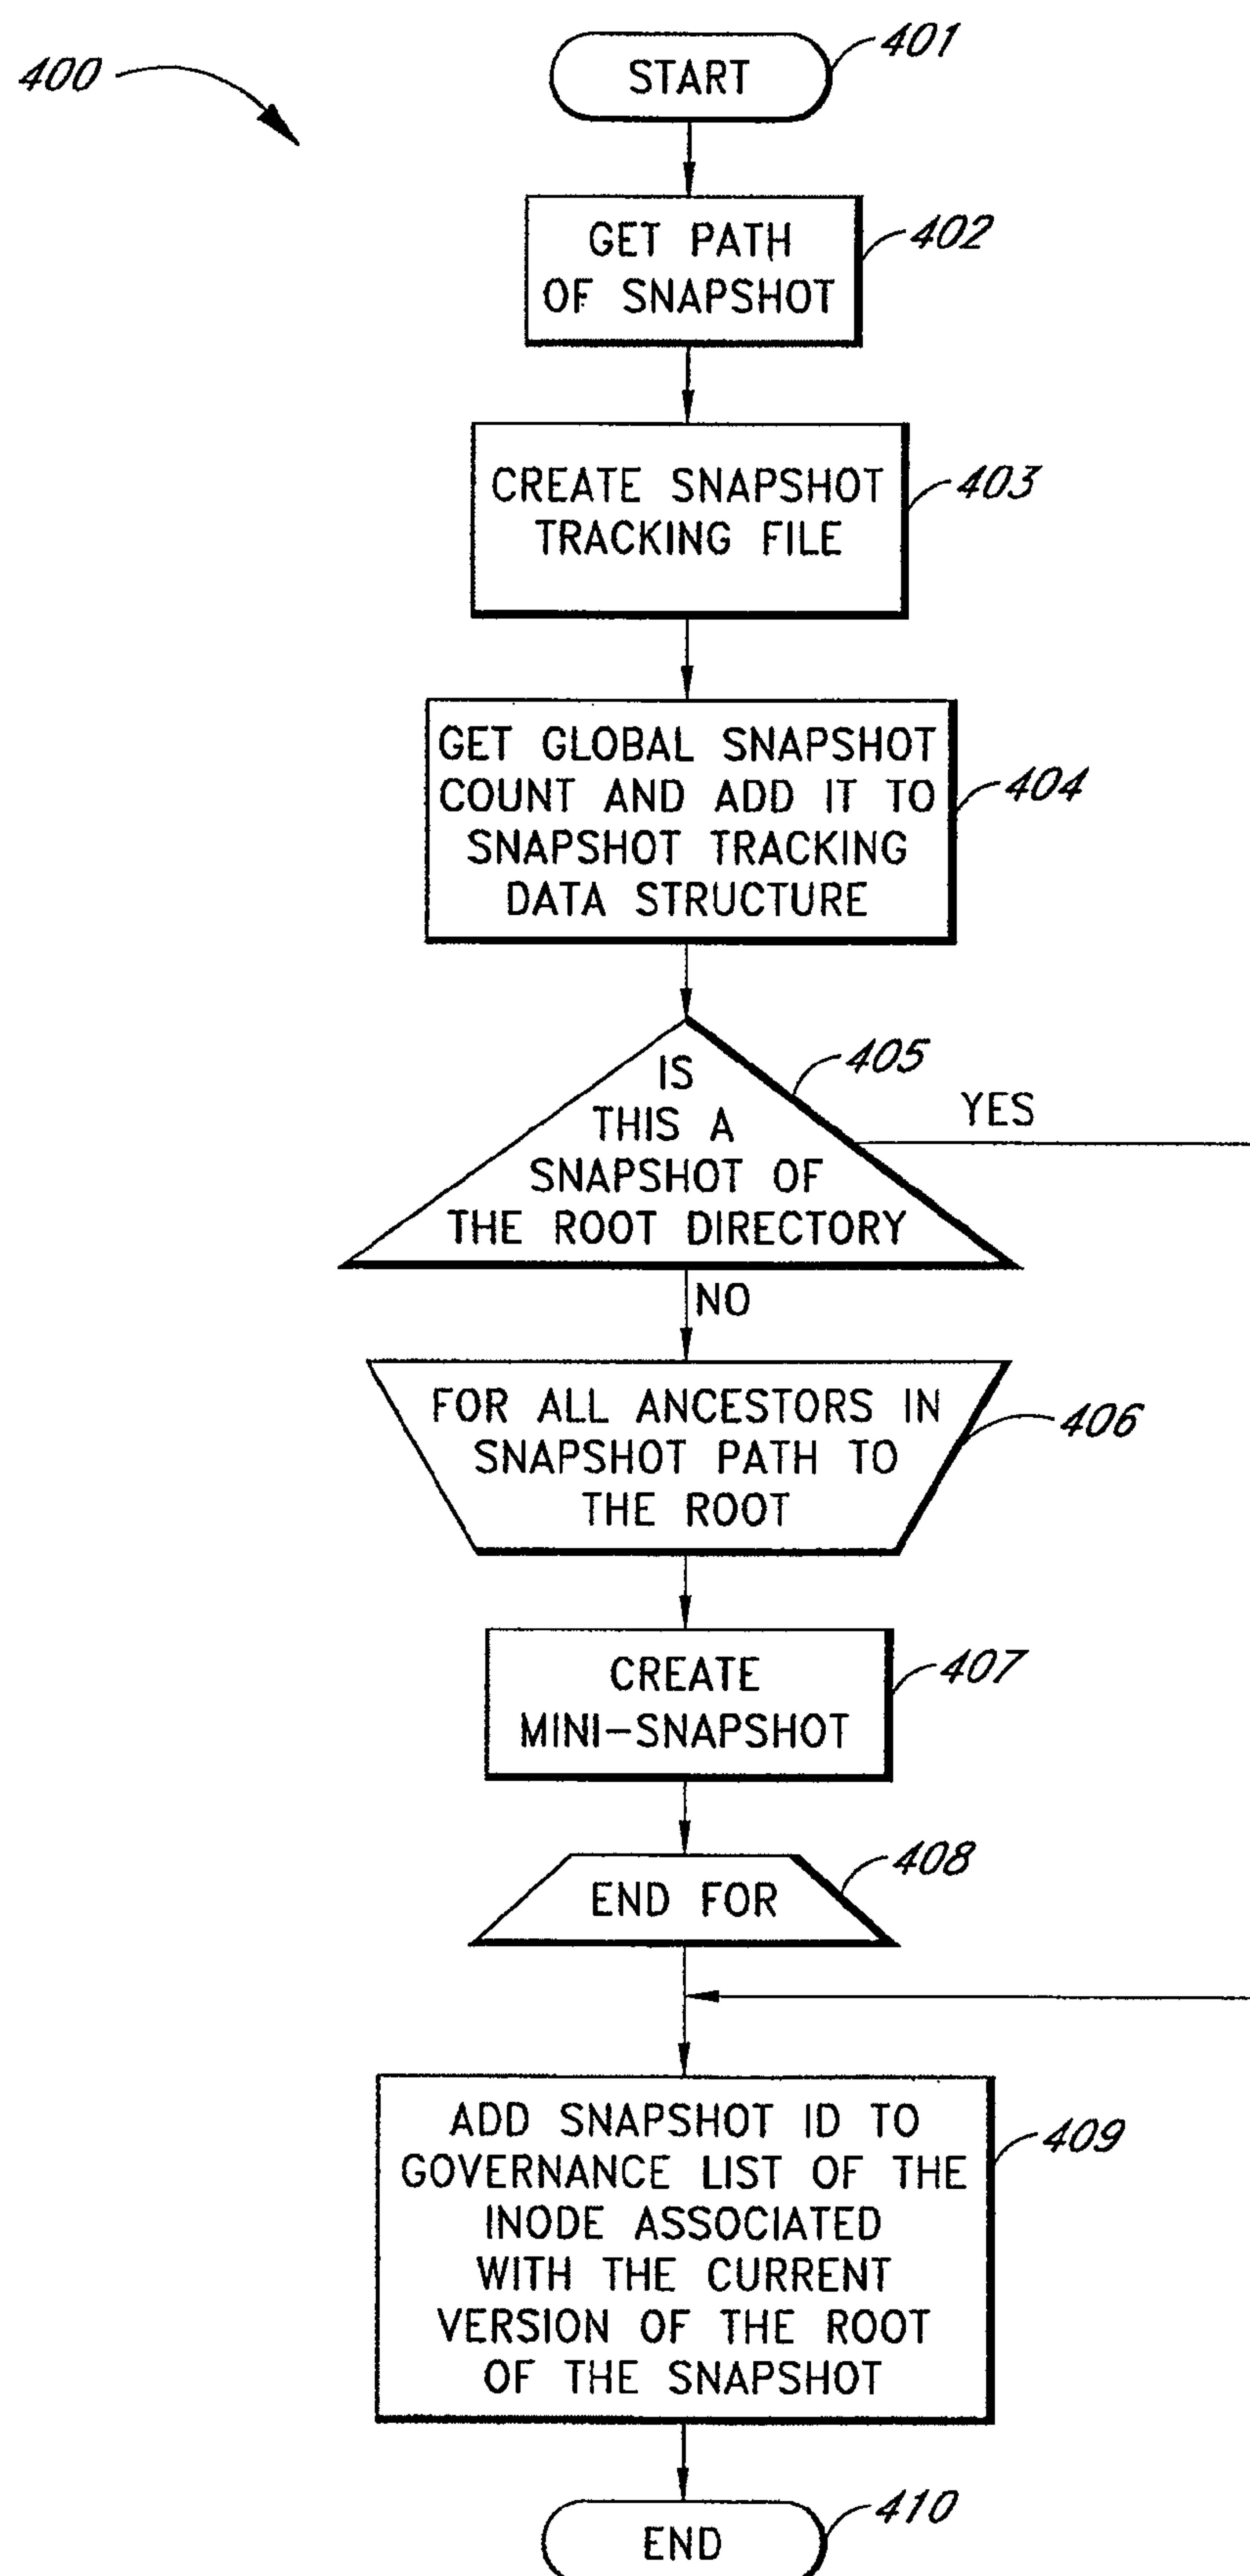 400
START
401
GET PATH
OF SNAPSHOT
402
CREATE SNAPSHOT
TRACKING FILE
403
GET GLOBAL SNAPSHOT
COUNT AND ADD IT TO
SNAPSHOT TRACKING
DATA STRUCTURE
404
IS
THIS A
SNAPSHOT OF
THE ROOT DIRECTORY
405
YES
NO
FOR ALL ANCESTORS IN
SNAPSHOT PATH TO
THE ROOT
406
CREATE
MINI-SNAPSHOT
407
END FOR
408
ADD SNAPSHOT ID TO
GOVERNANCE LIST OF THE
INODE ASSOCIATED
WITH THE CURRENT
VERSION OF THE ROOT
OF THE SNAPSHOT
409
END
410